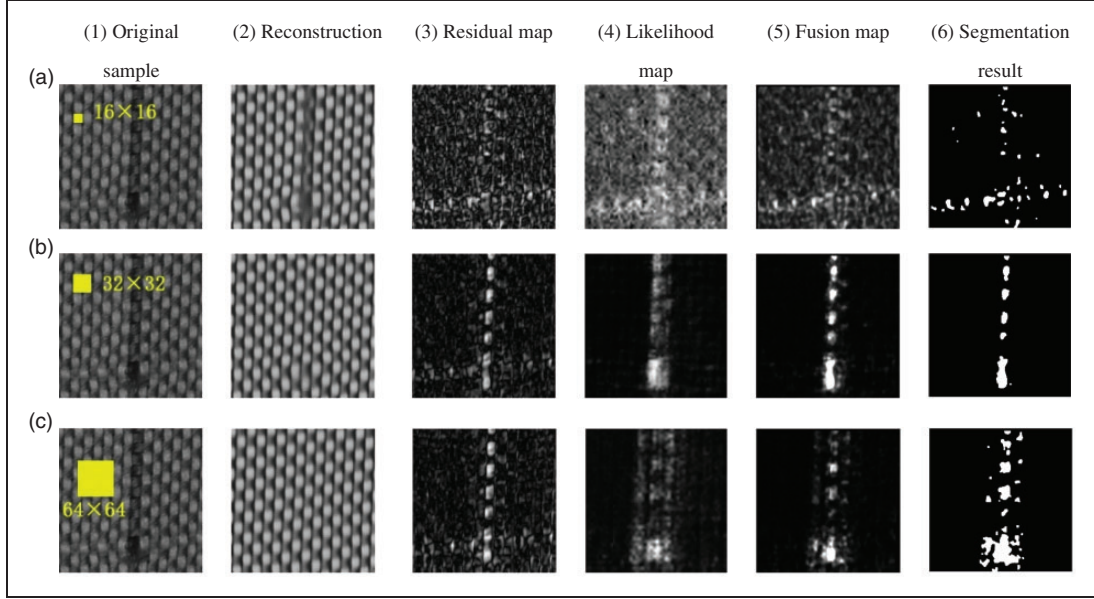 (1) Original sample
(2) Reconstruction
(3) Residual map
(4) Likelihood map
(5) Fusion map
(6) Segmentation result
(a)
16×16
(b)
32×32
(c)
64×64